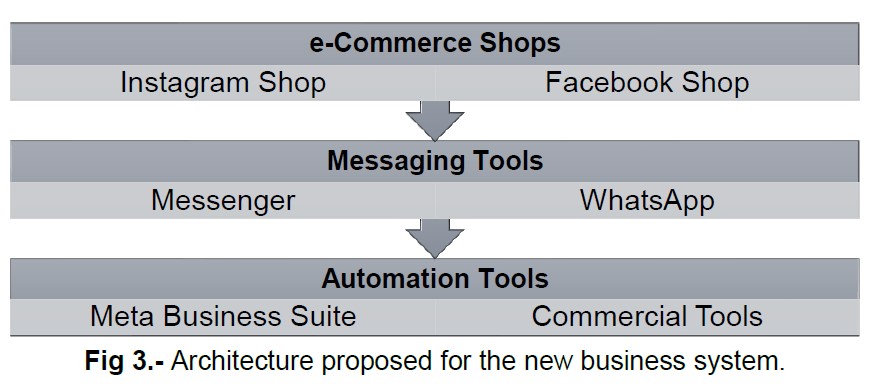 e-Commerce Shops
Instagram Shop Facebook Shop
Messaging Tools
Messenger WhatsApp
Automation Tools
Meta Business Suite Commercial Tools
Fig 3.- Architecture proposed for the new business system.